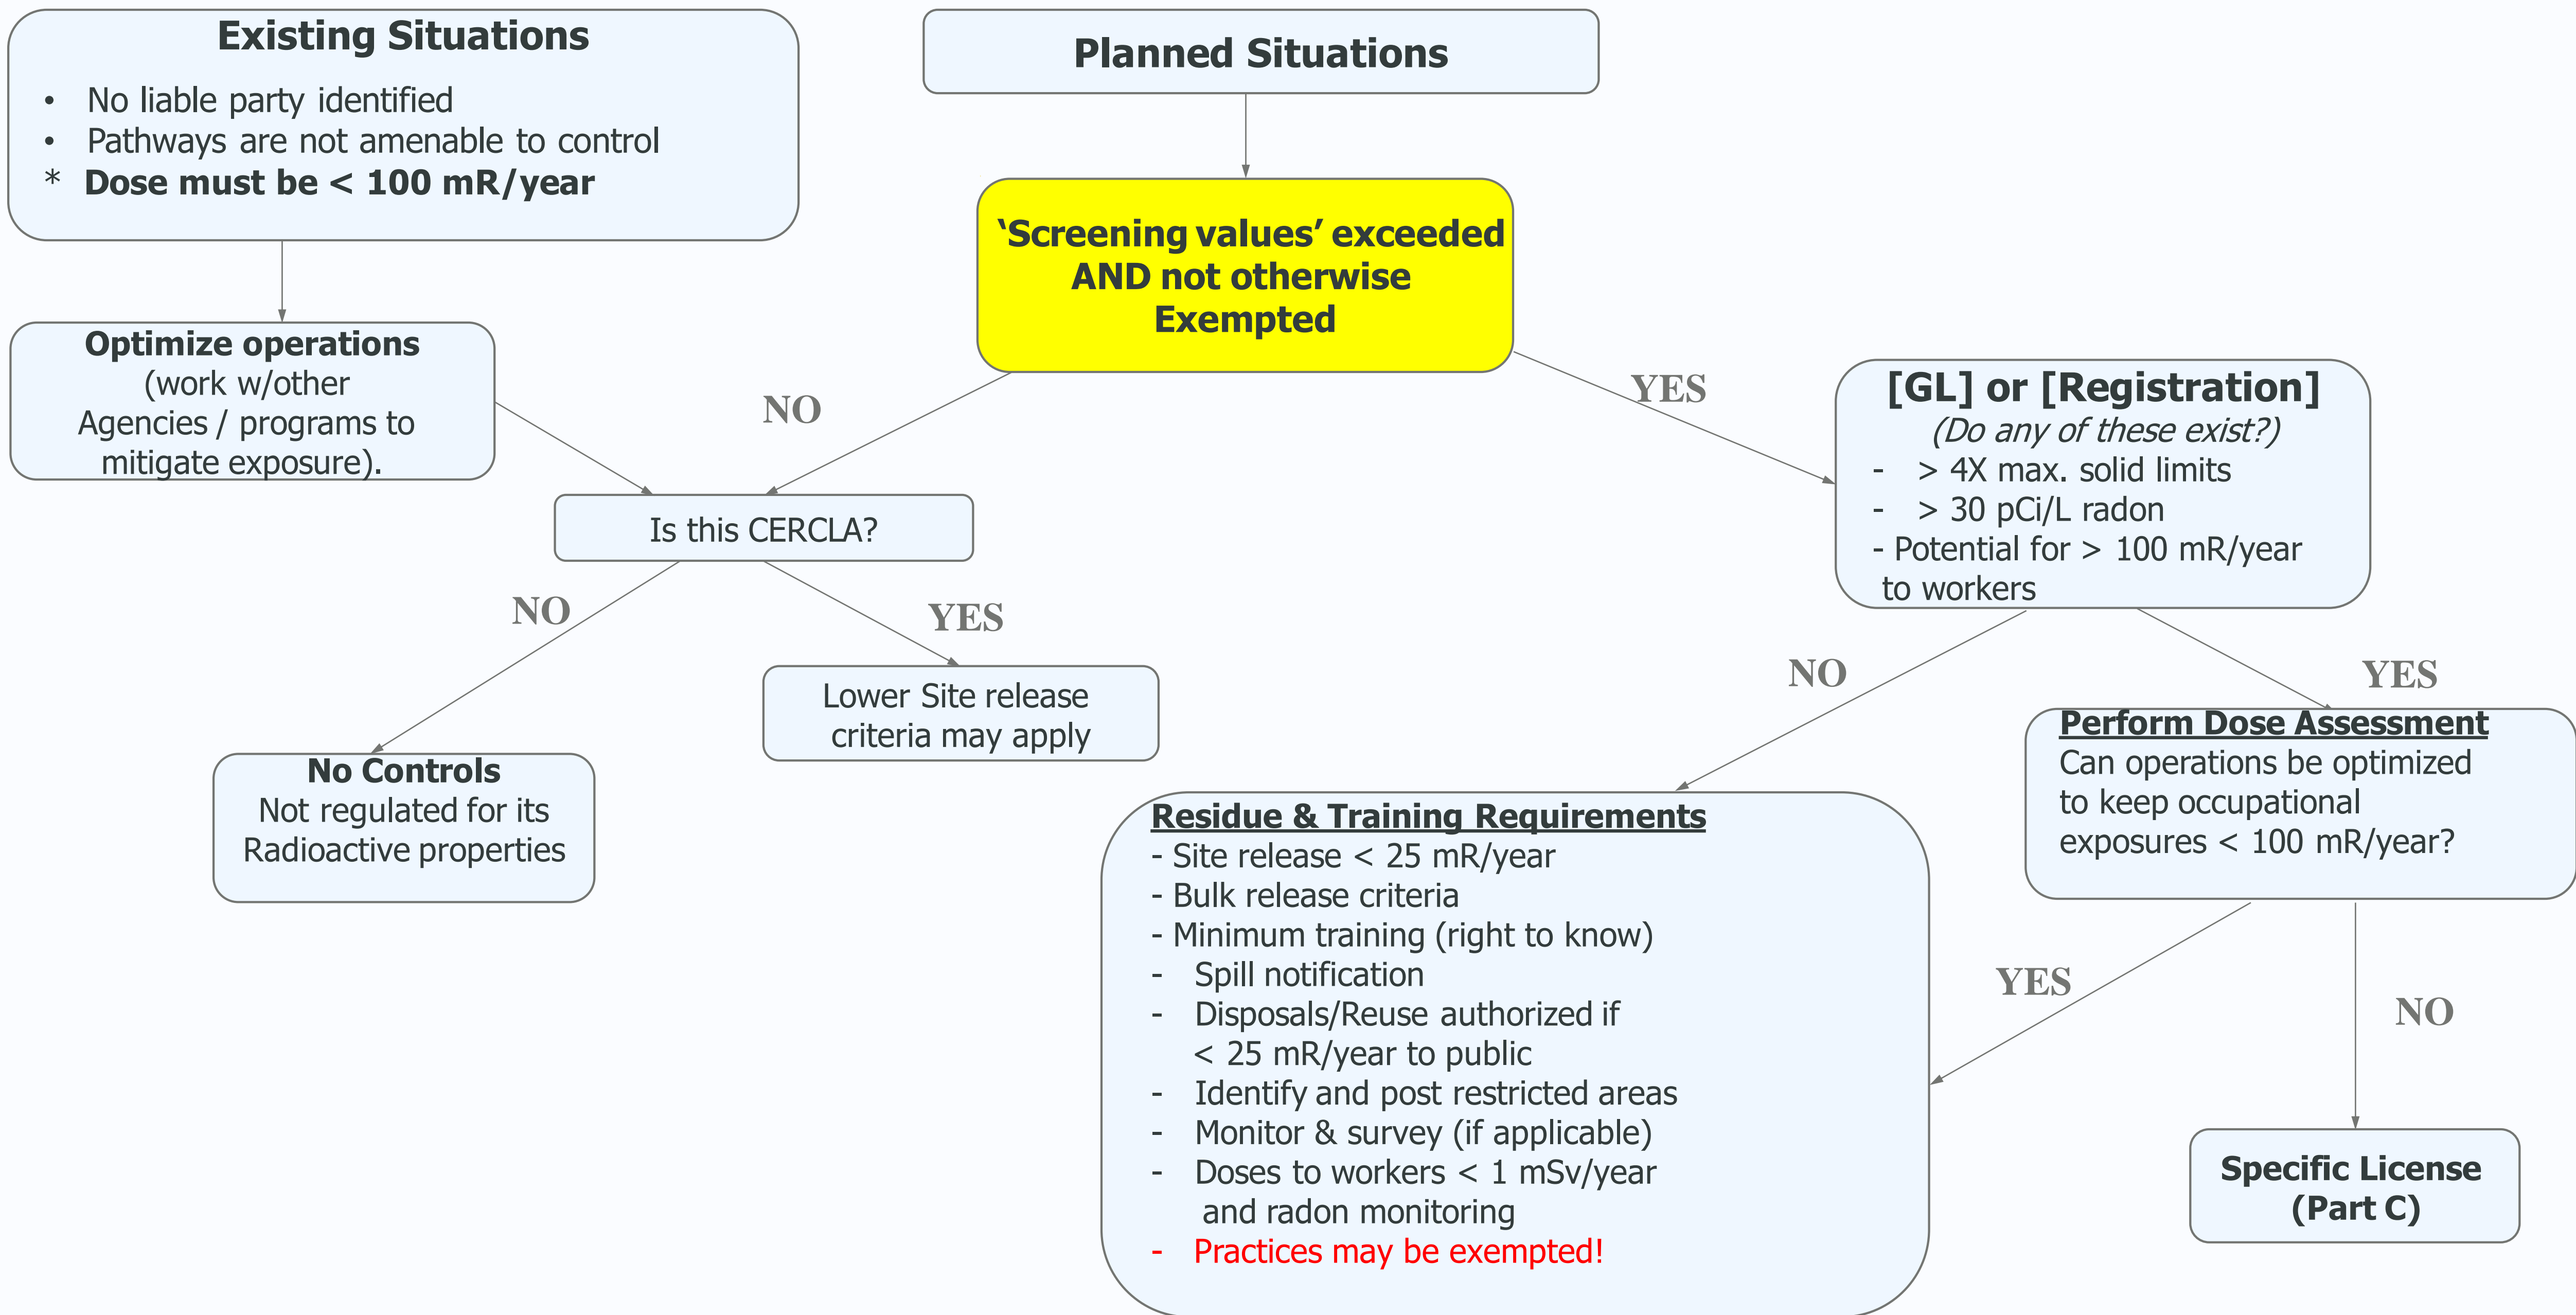 Existing Situations
• No liable party identified
• Pathways are not amenable to control
* Dose must be < 100 mR/year
Planned Situations
‘Screening values’ exceeded
AND not otherwise
Exempted
Optimize operations
(work w/other
Agencies / programs to
mitigate exposure).
NO
YES
[GL] or [Registration]
(Do any of these exist?)
- > 4X max. solid limits
- > 30 pCi/L radon
- Potential for > 100 mR/year
to workers
Is this CERCLA?
NO
YES
Lower Site release
criteria may apply
No Controls
Not regulated for its
Radioactive properties
NO
YES
Perform Dose Assessment
Can operations be optimized
to keep occupational
exposures < 100 mR/year?
Residue & Training Requirements
- Site release < 25 mR/year
- Bulk release criteria
- Minimum training (right to know)
- Spill notification
- Disposals/Reuse authorized if
< 25 mR/year to public
- Identify and post restricted areas
- Monitor & survey (if applicable)
- Doses to workers < 1 mSv/year
and radon monitoring
- Practices may be exempted!
YES
NO
Specific License
(Part C)